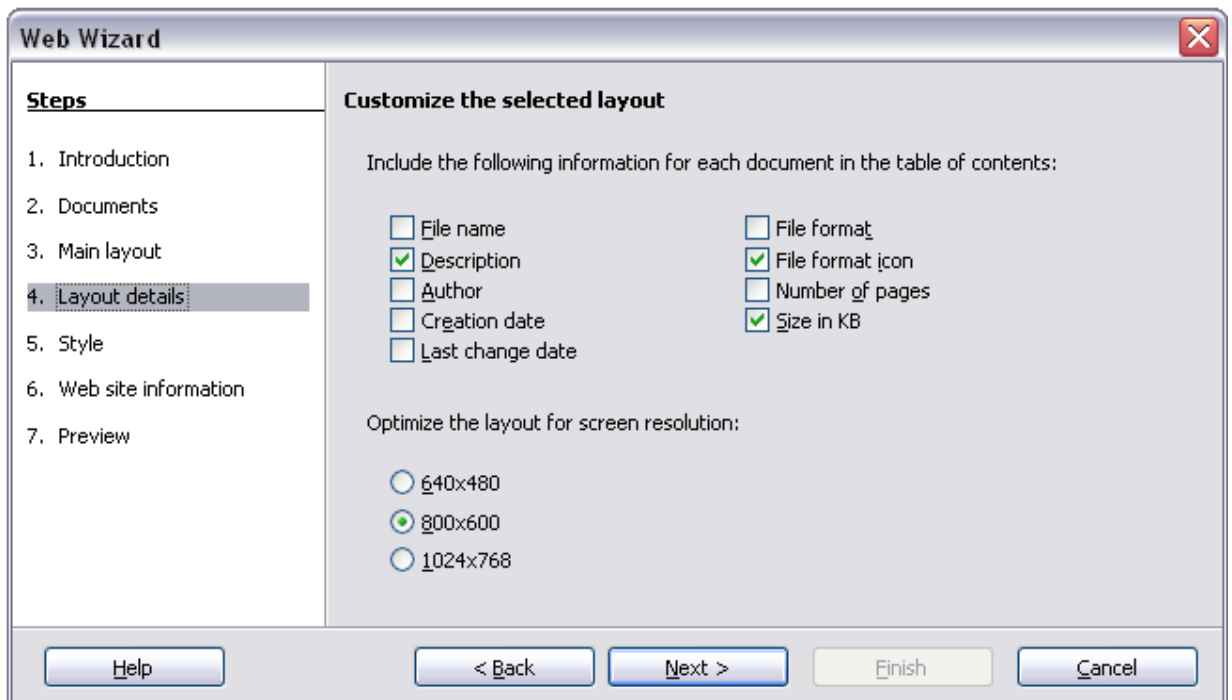 Web Wizard
Steps
1. Introduction
2. Documents
3. Main layout
4. Layout details
5. Style
6. Web site information
7. Preview
Customize the selected layout
Include the following information for each document in the table of contents:
File name
Description
Author
Creation date
Last change date
File format
File format icon
Number of pages
Size in KB
Optimize the layout for screen resolution:
640x480
800x600
1024x768
Help
< Back
Next >
Finish
Cancel